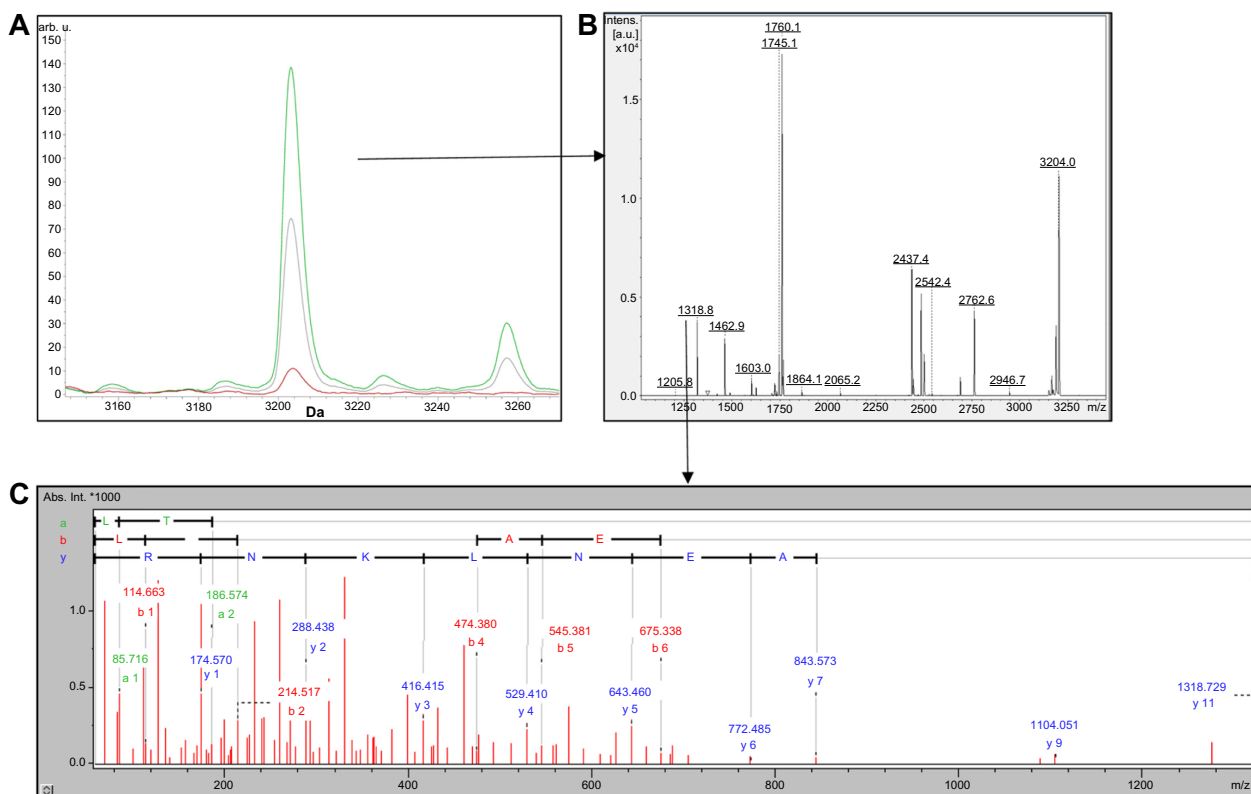 A
arb. u.
150
140
130
120
110
100
90
80
70
60
50
40
30
20
10
0
3160
3180
3200
3220
3240
3260
Da
B
Intens.
[a.u.]
x10⁴
1.5
1.0
0.5
0.0
1760.1
1745.1
3204.0
2437.4
2542.4
2762.6
1318.8
1462.9
1603.0
1205.8
1864.1
2065.2
2946.7
1250
1500
1750
2000
2250
2500
2750
3000
3250
m/z
C
Abs. Int. *1000
a L T
b L A E
y R N K L N E A
1.0
0.5
0.0
114.663
b 1
186.574
a 2
85.716
a 1
174.570
y 1
288.438
y 2
214.517
b 2
416.415
y 3
474.380
b 4
529.410
y 4
545.381
b 5
643.460
y 5
675.338
b 6
772.485
y 6
843.573
y 7
1104.051
y 9
1318.729
y 11
200
400
600
800
1000
1200
m/z